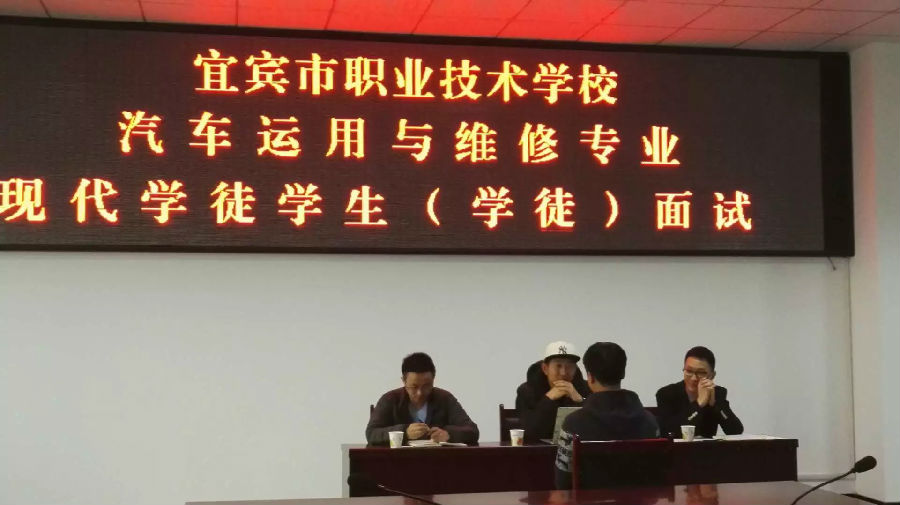 宜宾市职业技术学校
汽车运用与维修专业
现代学徒学生（学徒）面试